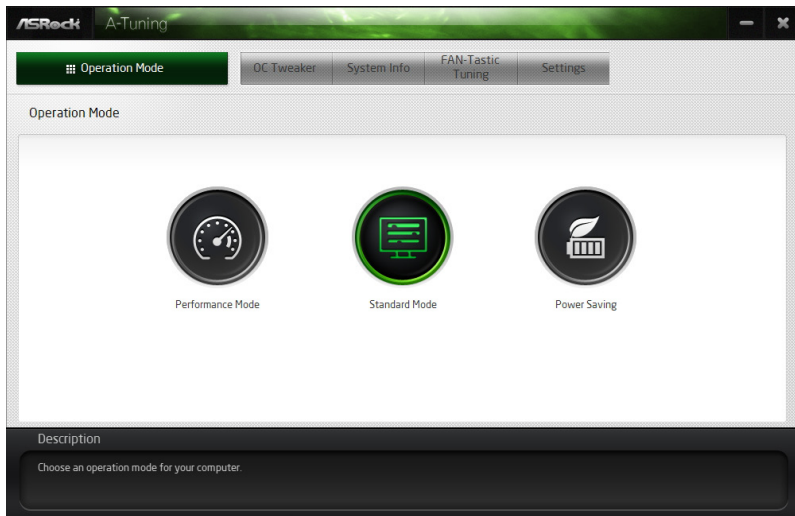 ASRock A-Tuning
Operation Mode OC Tweaker System Info FAN-Tastic
Tuning Settings
Operation Mode
Performance Mode Standard Mode Power Saving
Description
Choose an operation mode for your computer.